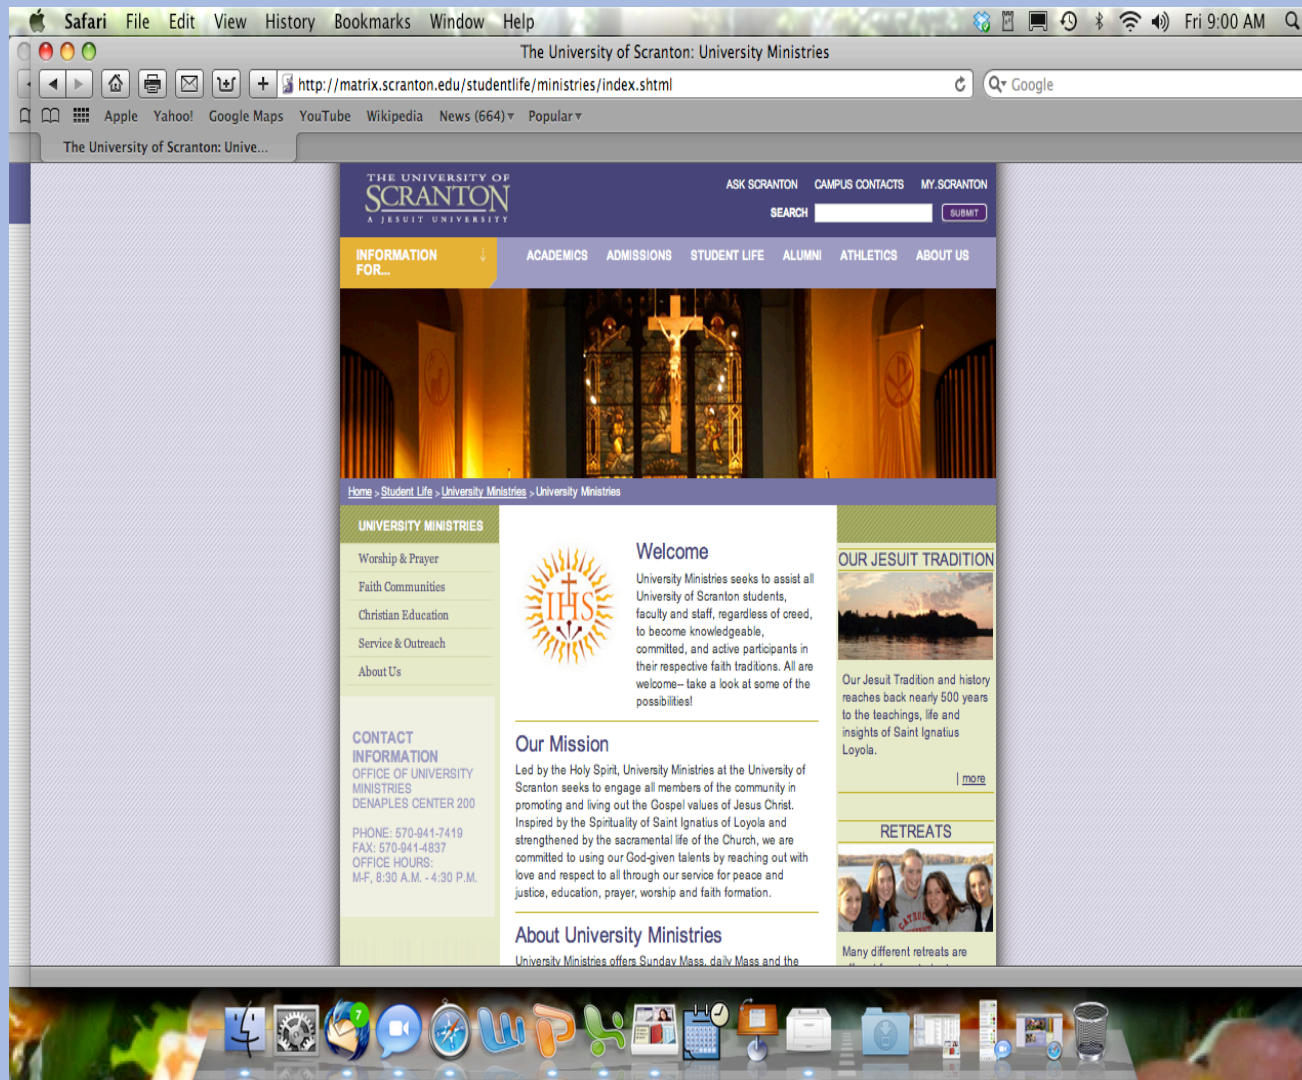 Safari File Edit View History Bookmarks Window Help Fri 9:00 AM
The University of Scranton: University Ministries
http://matrix.scranton.edu/studentlife/ministries/index.shtml
Google
Apple Yahoo! Google Maps YouTube Wikipedia News (664) Popular
The University of Scranton: Unive...
THE UNIVERSITY OF
SCRANTON
A JESUIT UNIVERSITY
ASK SCRANTON CAMPUS CONTACTS MY.SCRANTON
SEARCH SUBMIT
INFORMATION
FOR...
ACADEMICS ADMISSIONS STUDENT LIFE ALUMNI ATHLETICS ABOUT US
Home > Student Life > University Ministries > University Ministries
UNIVERSITY MINISTRIES
Worship & Prayer
Faith Communities
Christian Education
Service & Outreach
About Us
CONTACT
INFORMATION
OFFICE OF UNIVERSITY
MINISTRIES
DENAPLES CENTER 200
PHONE: 570-941-7419
FAX: 570-941-4837
OFFICE HOURS:
M-F, 8:30 A.M. - 4:30 P.M.
IHS
Welcome
University Ministries seeks to assist all
University of Scranton students,
faculty and staff, regardless of creed,
to become knowledgeable,
committed, and active participants in
their respective faith traditions. All are
welcome-- take a look at some of the
possibilities!
Our Mission
Led by the Holy Spirit, University Ministries at the University of
Scranton seeks to engage all members of the community in
promoting and living out the Gospel values of Jesus Christ.
Inspired by the Spirituality of Saint Ignatius of Loyola and
strengthened by the sacramental life of the Church, we are
committed to using our God-given talents by reaching out with
love and respect to all through our service for peace and
justice, education, prayer, worship and faith formation.
About University Ministries
University Ministries offers Sunday Mass, daily Mass and the
OUR JESUIT TRADITION
Our Jesuit Tradition and history
reaches back nearly 500 years
to the teachings, life and
insights of Saint Ignatius
Loyola.
| more
RETREATS
Many different retreats are
7